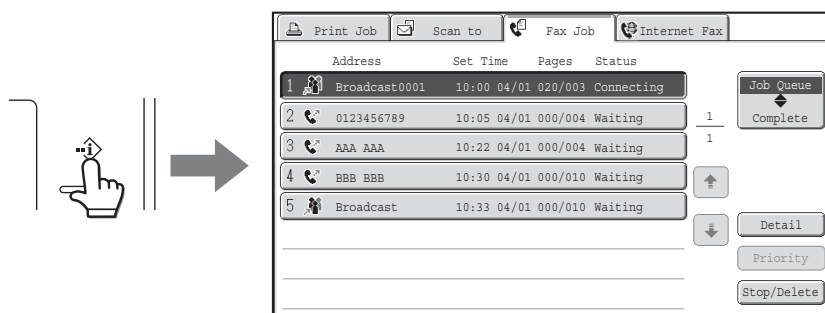 Print Job Scan to Fax Job Internet Fax
Address Set Time Pages Status
1 Broadcast0001 10:00 04/01 020/003 Connecting
2 0123456789 10:05 04/01 000/004 Waiting
3 AAA AAA 10:22 04/01 000/004 Waiting
4 BBB BBB 10:30 04/01 000/010 Waiting
5 Broadcast 10:33 04/01 000/010 Waiting
1
1
Job Queue
Complete
Detail
Priority
Stop/Delete